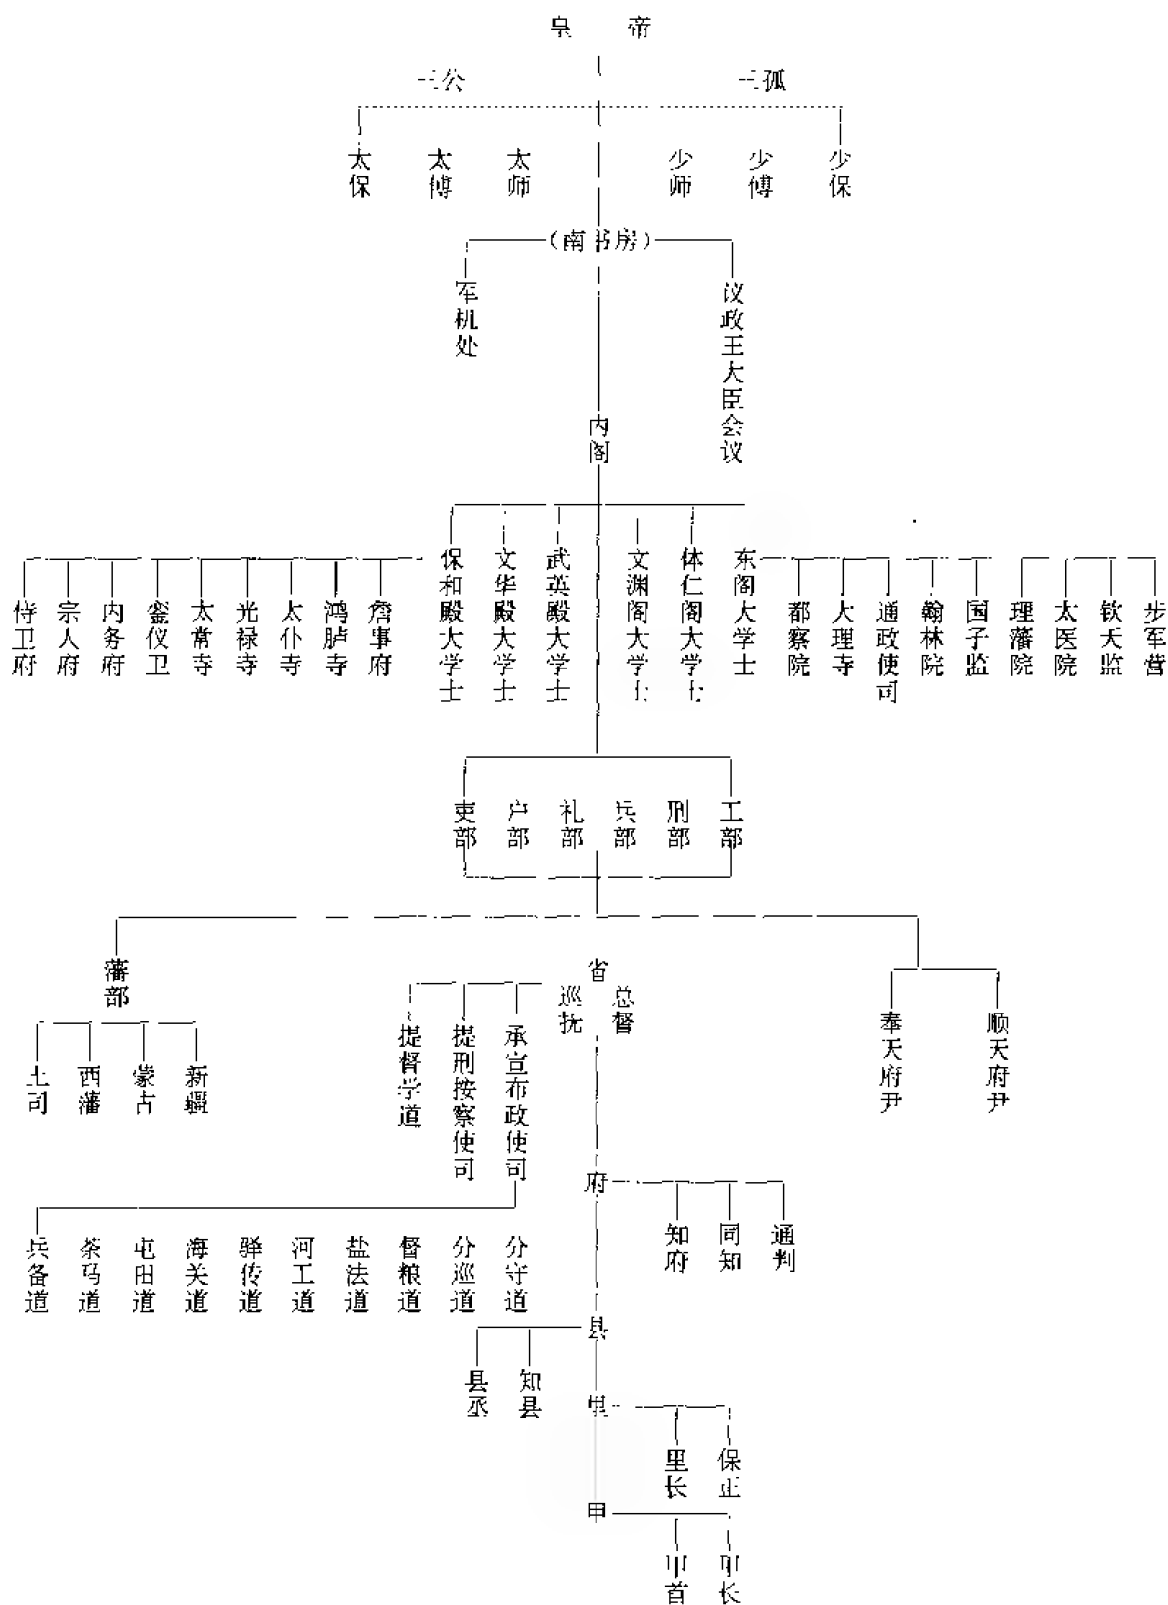 皇 帝
三公 三孤
太保 太傅 太师 少师 少傅 少保
(南书房)
军机处 议政王大臣会议
内阁
保和殿大学士 文华殿大学士 武英殿大学士 文渊阁大学士 体仁阁大学士 东阁大学士
侍卫府 宗人府 内务府 銮仪卫 太常寺 光禄寺 太仆寺 鸿胪寺 詹事府 都察院 大理寺 通政使司 翰林院 国子监 理藩院 太医院 钦天监 步军营
吏部 户部 礼部 兵部 刑部 工部
藩部 省
巡抚 总督
土司 西藩 蒙古 新疆 提督学道 提刑按察使司 承宣布政使司 奉天府尹 顺天府尹
府
知府 同知 通判
兵备道 茶马道 屯田道 海关道 驿传道 河工道 盐法道 督粮道 分巡道 分守道
县
县丞 知县
里
里长 保正
甲
甲首 甲长